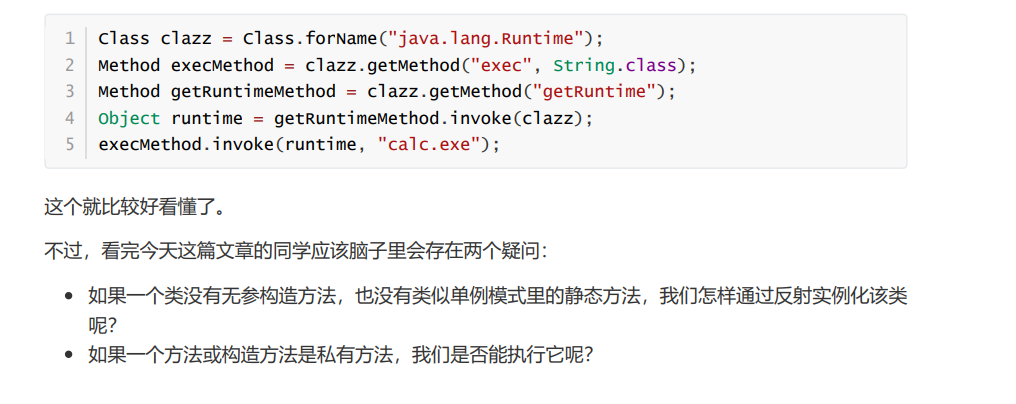 1 Class clazz = Class.forName("java.lang.Runtime");
2 Method execMethod = clazz.getMethod("exec", String.class);
3 Method getRuntimeMethod = clazz.getMethod("getRuntime");
4 Object runtime = getRuntimeMethod.invoke(clazz);
5 execMethod.invoke(runtime, "calc.exe");
这个就比较好看懂了。
不过，看完今天这篇文章的同学应该脑子里会存在两个疑问：
• 如果一个类没有无参构造方法，也没有类似单例模式里的静态方法，我们怎样通过反射实例化该类
呢？
• 如果一个方法或构造方法是私有方法，我们是否能执行它呢？